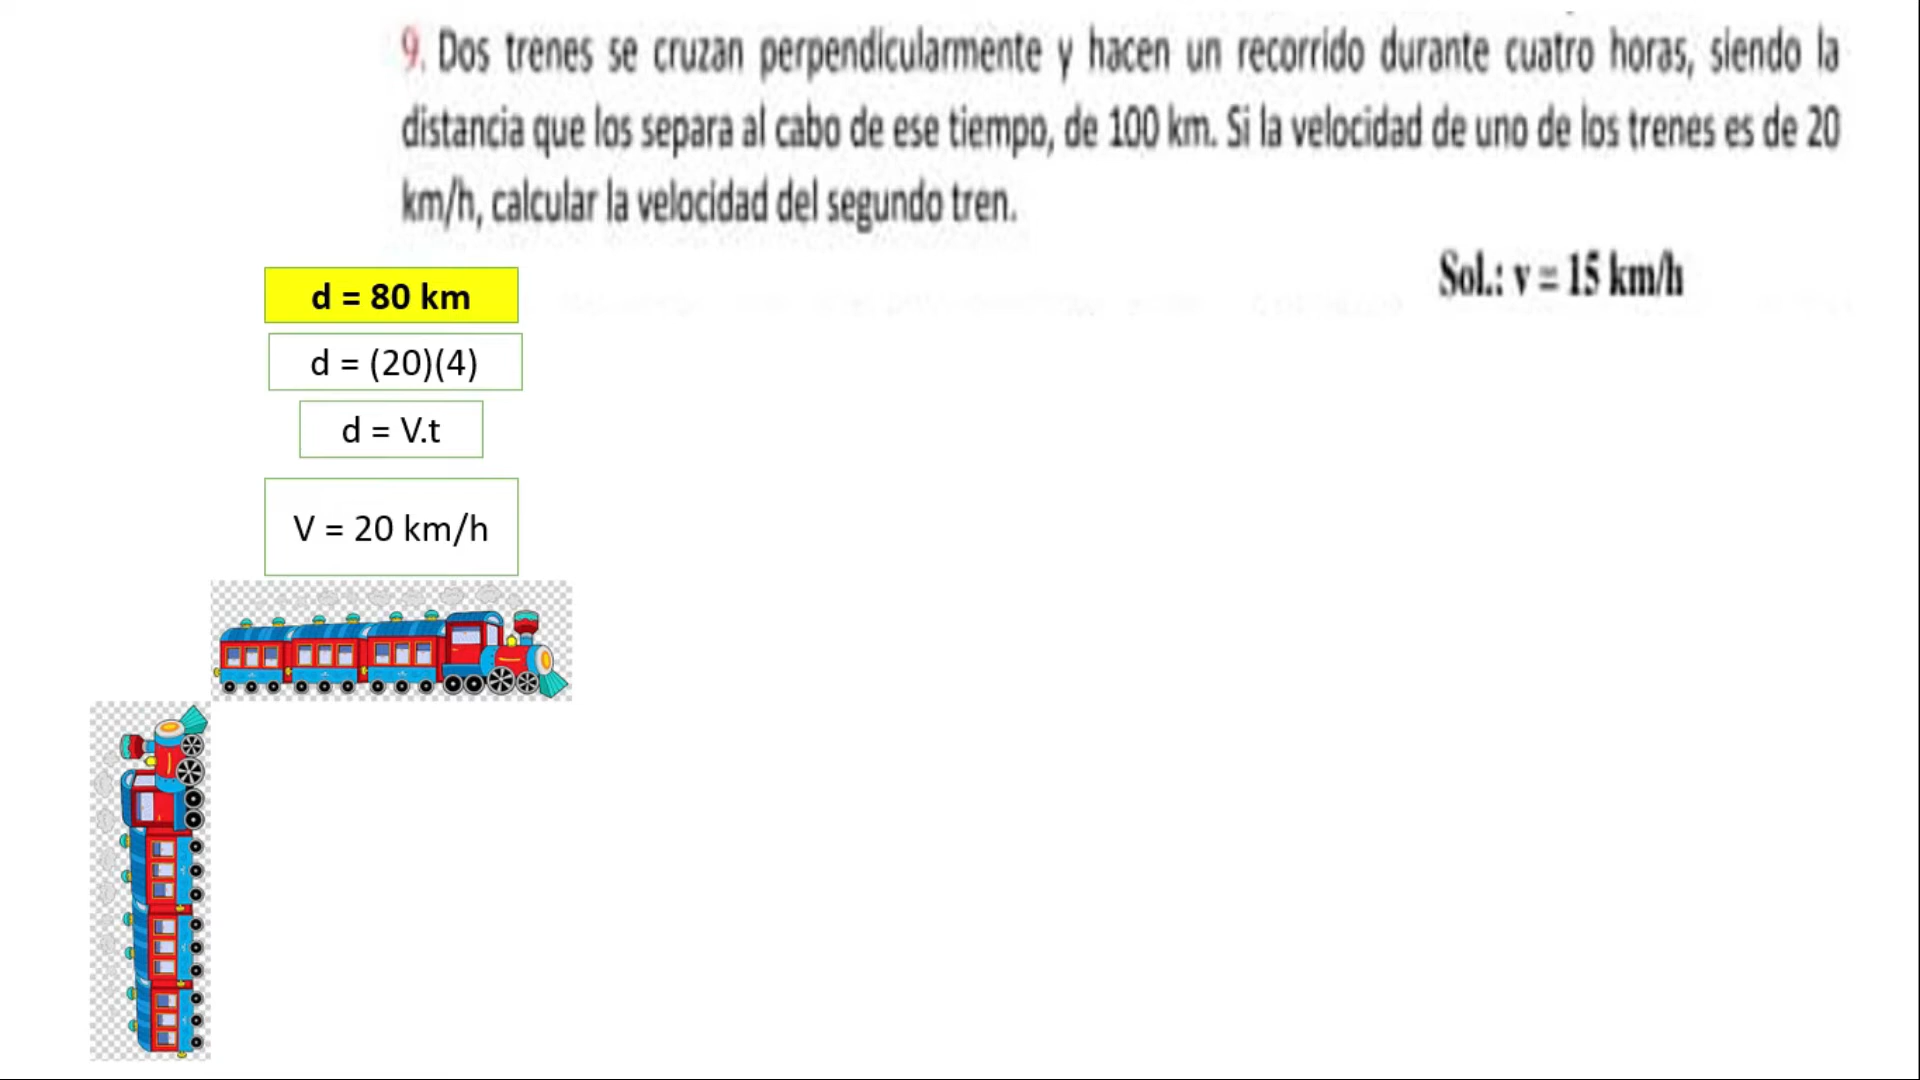 9. Dos trenes se cruzan perpendicularmente y hacen un recorrido durante cuatro horas, siendo la
distancia que los separa al cabo de ese tiempo, de 100 km. Si la velocidad de uno de los trenes es de 20
km/h, calcular la velocidad del segundo tren.
Sol.: v = 15 km/h
d = 80 km
d = (20)(4)
d = V.t
V = 20 km/h